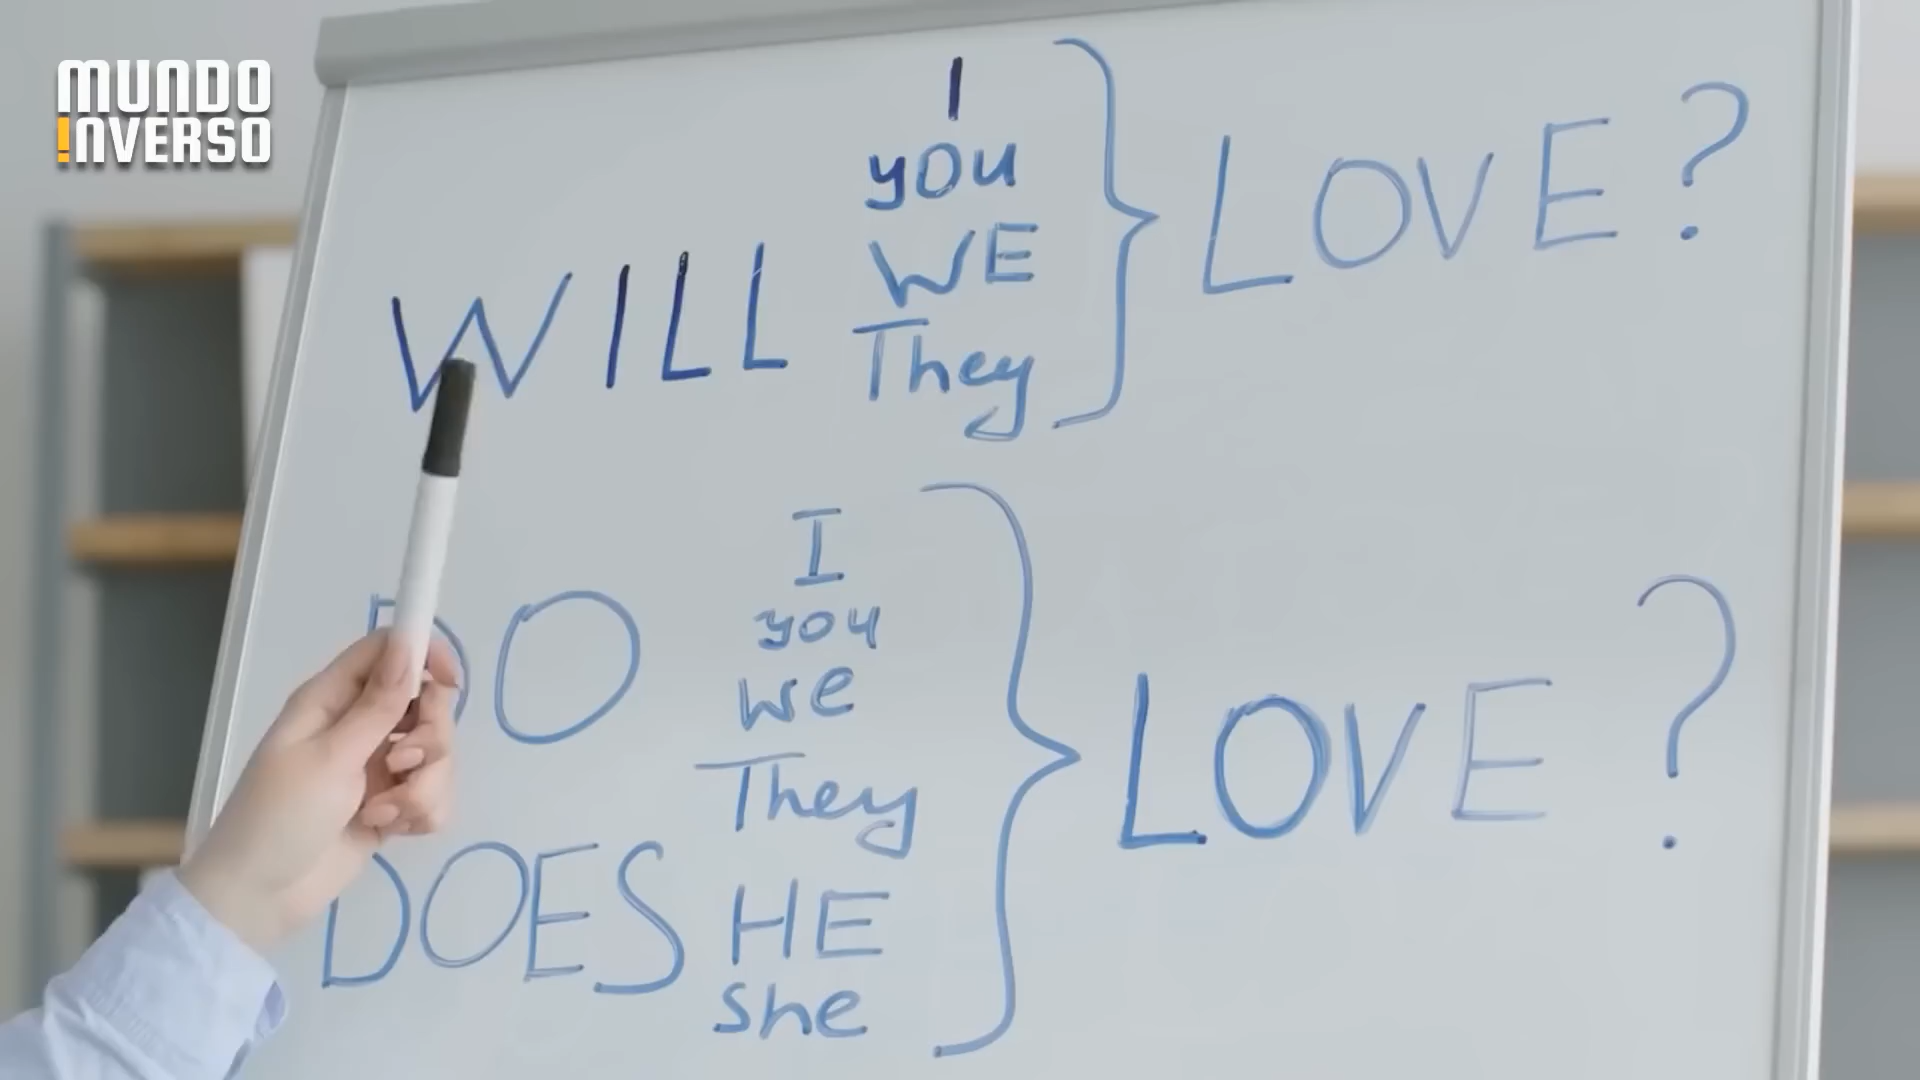 MUNDO
INVERSO
I
you
WE
They
WILL
LOVE?
I
you
we
They
DO
LOVE?
DOES
HE
she